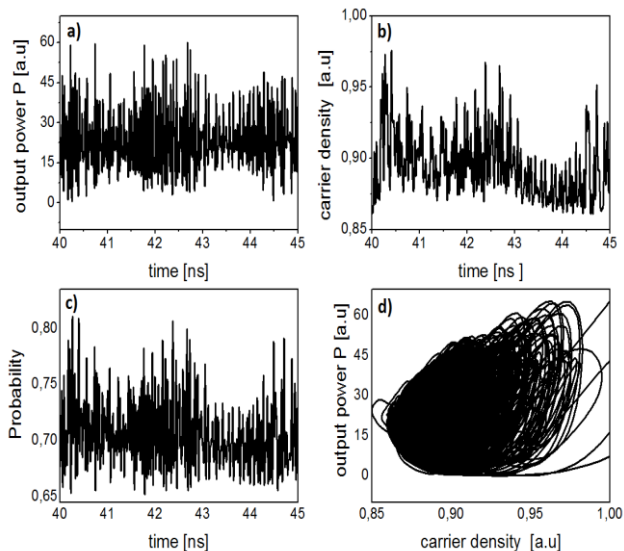 a)
output power P [a.u]
60
45
30
15
0
40 41 42 43 44 45
time [ns]
b)
carrier density [a.u]
1,00
0,95
0,90
0,85
40 41 42 43 44 45
time [ns ]
c)
Probability
0,80
0,75
0,70
0,65
40 41 42 43 44 45
time [ns]
d)
output power P [a.u]
60
45
30
15
0
0,85 0,90 0,95 1,00
carrier density [a.u]